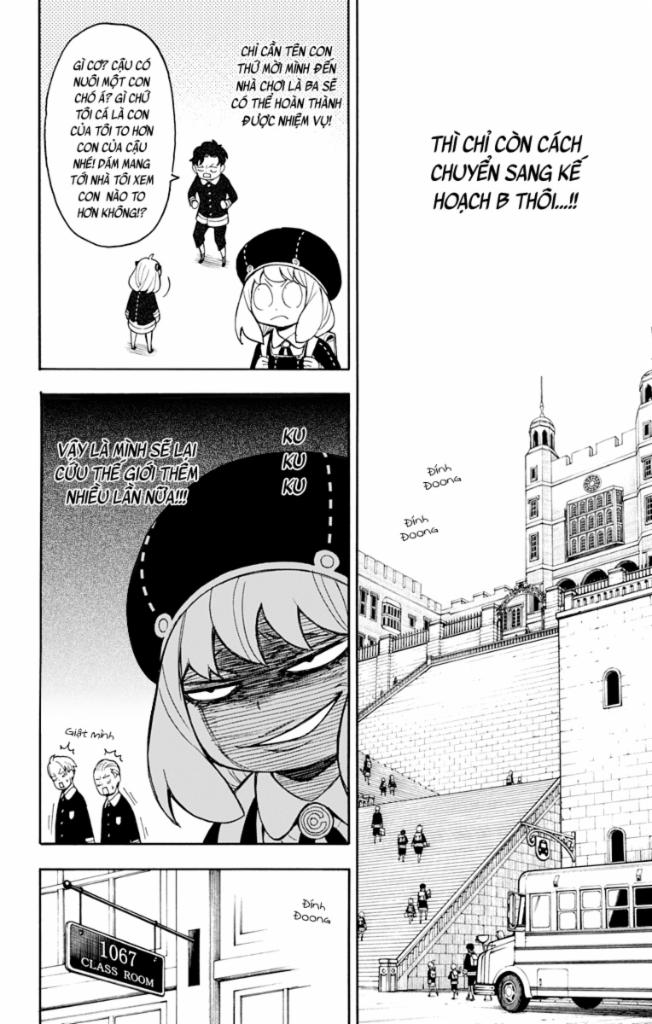 THÌ CHỈ CÒN CÁCH
CHUYỂN SANG KẾ
HOẠCH B THÔI...!!
Đính
Đoong
Đính
Đoong
CHỈ CẦN TÊN CON
THỨ MỜI MÌNH ĐẾN
NHÀ CHƠI LÀ BA SẼ
CÓ THỂ HOÀN THÀNH
ĐƯỢC NHIỆM VỤ!
GÌ CƠ? CẬU CÓ
NUÔI MỘT CON
CHÓ Á? GÌ CHỨ
TÔI CÁ LÀ CON
CỦA TÔI TO HƠN
CON CỦA CẬU
NHÉ! DÁM MANG
TỚI NHÀ TÔI XEM
CON NÀO TO
HƠN KHÔNG!?
KU
KU
KU
VẬY LÀ MÌNH SẼ LẠI
CỨU THẾ GIỚI THÊM
NHIỀU LẦN NỮA!!!
Giật mình
C
Đính
Đoong
1067
CLASS ROOM